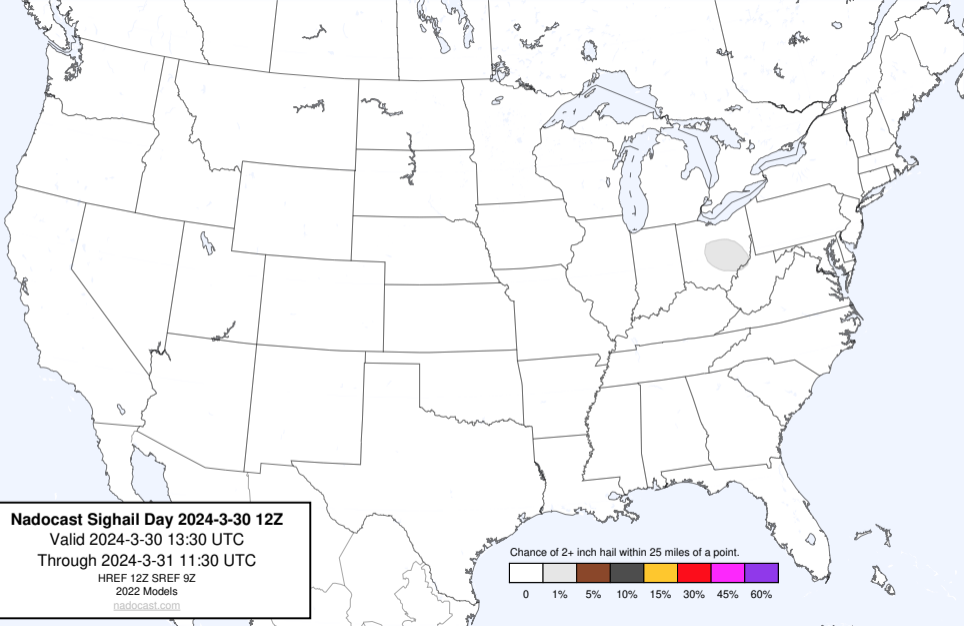 Nadocast Sighail Day 2024-3-30 12Z
Valid 2024-3-30 13:30 UTC
Through 2024-3-31 11:30 UTC
HREF 12Z SREF 9Z
2022 Models
nadocast.com
Chance of 2+ inch hail within 25 miles of a point.
0 1% 5% 10% 15% 30% 45% 60%